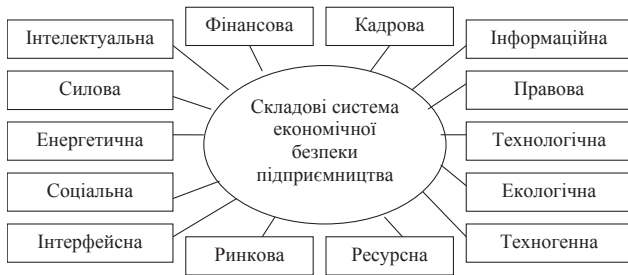 Фінансова
Кадрова
Інтелектуальна
Інформаційна
Силова
Правова
Складові система
економічної
безпеки
підприємництва
Енергетична
Технологічна
Соціальна
Екологічна
Інтерфейсна
Техногенна
Ринкова
Ресурсна